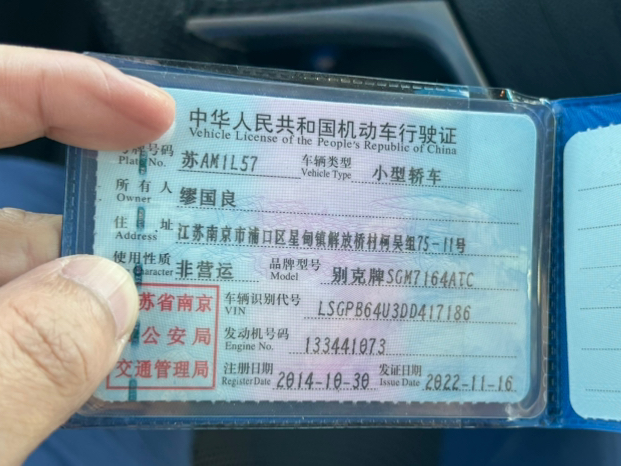 中华人民共和国机动车行驶证
Vehicle License of the People's Republic of China
号牌号码 苏AM1L57 车辆类型 小型轿车
Plate No. Vehicle Type
所有人 缪国良
Owner
住址 江苏南京市浦口区星甸镇解放桥村柯吴组75-11号
Address
使用性质 非营运 品牌型号 别克牌SGM7164ATC
Character Model
车辆识别代号 LSGPB64U3DD417186
VIN
发动机号码 133441073
Engine No.
注册日期 2014-10-30 发证日期 2022-11-16
Register Date Issue Date
苏省南京
公安局
交通管理局